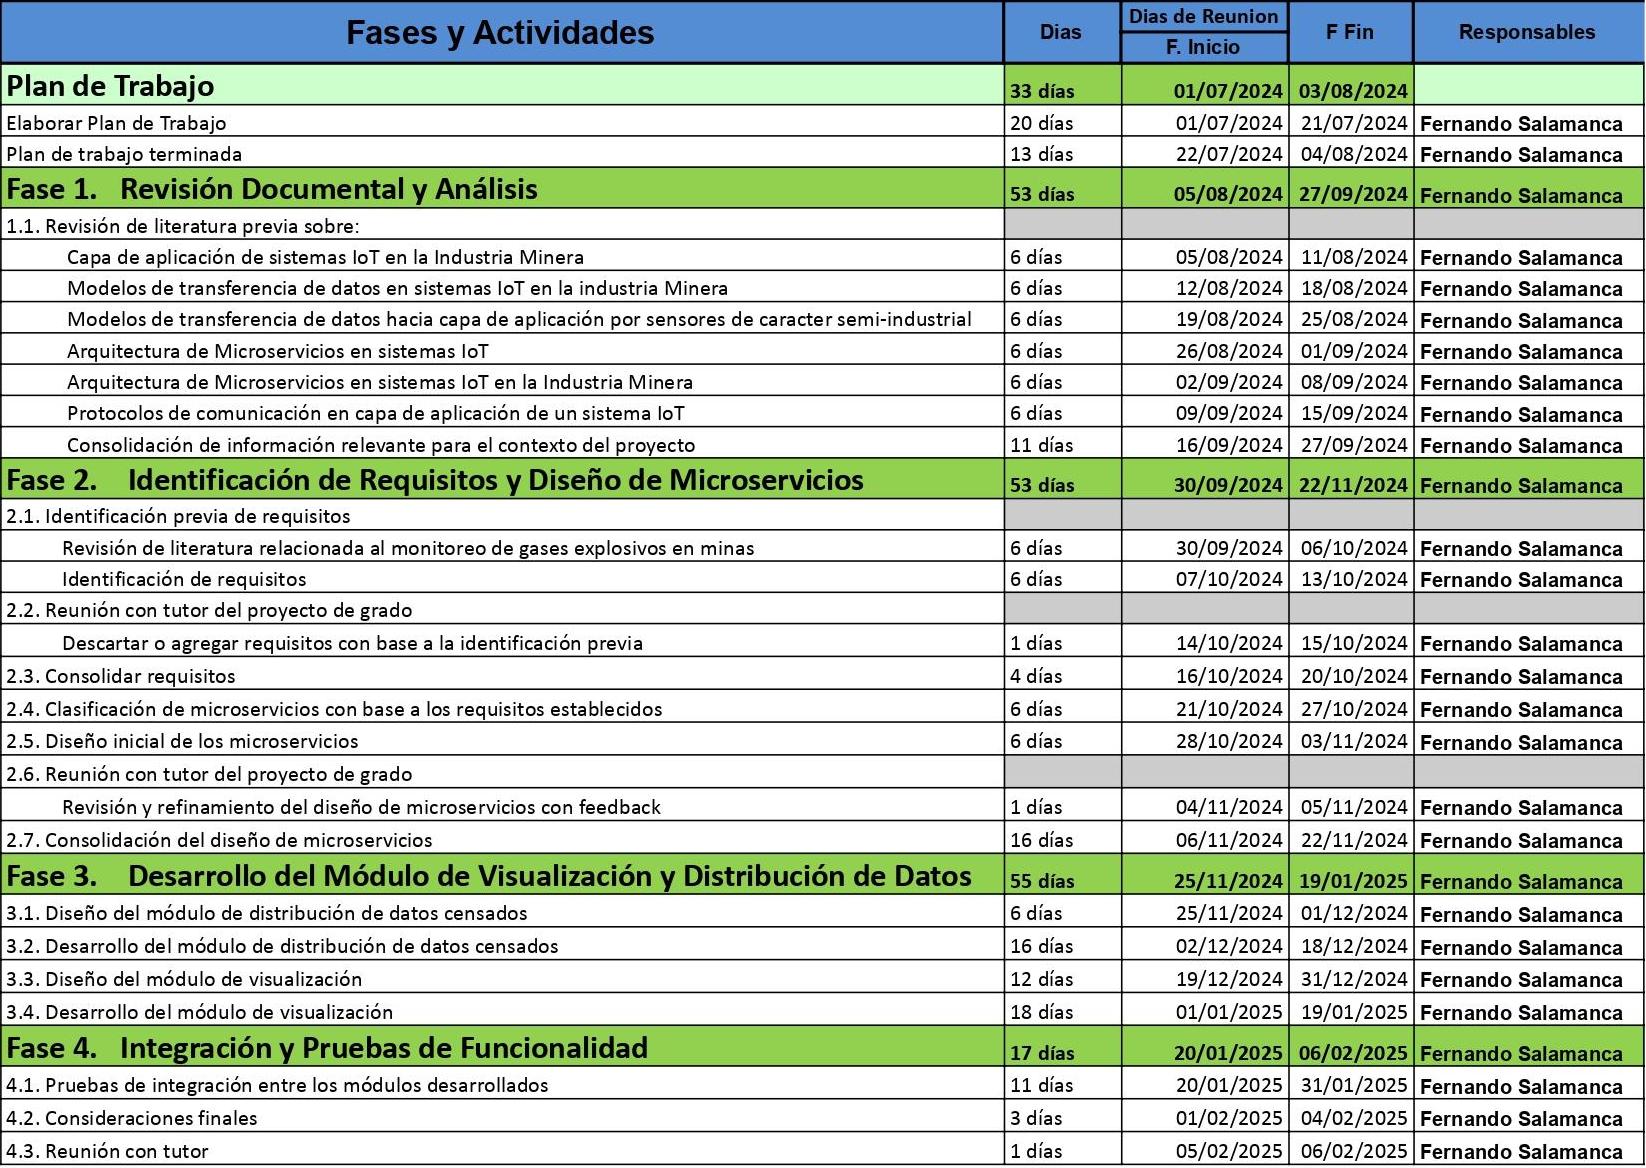 Fases y Actividades Dias Dias de Reunion F. Inicio F Fin Responsables
Plan de Trabajo 33 días 01/07/2024 03/08/2024
Elaborar Plan de Trabajo 20 días 01/07/2024 21/07/2024 Fernando Salamanca
Plan de trabajo terminada 13 días 22/07/2024 04/08/2024 Fernando Salamanca
Fase 1. Revisión Documental y Análisis 53 días 05/08/2024 27/09/2024 Fernando Salamanca
1.1. Revisión de literatura previa sobre:
Capa de aplicación de sistemas IoT en la Industria Minera 6 días 05/08/2024 11/08/2024 Fernando Salamanca
Modelos de transferencia de datos en sistemas IoT en la industria Minera 6 días 12/08/2024 18/08/2024 Fernando Salamanca
Modelos de transferencia de datos hacia capa de aplicación por sensores de caracter semi-industrial 6 días 19/08/2024 25/08/2024 Fernando Salamanca
Arquitectura de Microservicios en sistemas IoT 6 días 26/08/2024 01/09/2024 Fernando Salamanca
Arquitectura de Microservicios en sistemas IoT en la Industria Minera 6 días 02/09/2024 08/09/2024 Fernando Salamanca
Protocolos de comunicación en capa de aplicación de un sistema IoT 6 días 09/09/2024 15/09/2024 Fernando Salamanca
Consolidación de información relevante para el contexto del proyecto 11 días 16/09/2024 27/09/2024 Fernando Salamanca
Fase 2. Identificación de Requisitos y Diseño de Microservicios 53 días 30/09/2024 22/11/2024 Fernando Salamanca
2.1. Identificación previa de requisitos
Revisión de literatura relacionada al monitoreo de gases explosivos en minas 6 días 30/09/2024 06/10/2024 Fernando Salamanca
Identificación de requisitos 6 días 07/10/2024 13/10/2024 Fernando Salamanca
2.2. Reunión con tutor del proyecto de grado
Descartar o agregar requisitos con base a la identificación previa 1 días 14/10/2024 15/10/2024 Fernando Salamanca
2.3. Consolidar requisitos 4 días 16/10/2024 20/10/2024 Fernando Salamanca
2.4. Clasificación de microservicios con base a los requisitos establecidos 6 días 21/10/2024 27/10/2024 Fernando Salamanca
2.5. Diseño inicial de los microservicios 6 días 28/10/2024 03/11/2024 Fernando Salamanca
2.6. Reunión con tutor del proyecto de grado
Revisión y refinamiento del diseño de microservicios con feedback 1 días 04/11/2024 05/11/2024 Fernando Salamanca
2.7. Consolidación del diseño de microservicios 16 días 06/11/2024 22/11/2024 Fernando Salamanca
Fase 3. Desarrollo del Módulo de Visualización y Distribución de Datos 55 días 25/11/2024 19/01/2025 Fernando Salamanca
3.1. Diseño del módulo de distribución de datos censados 6 días 25/11/2024 01/12/2024 Fernando Salamanca
3.2. Desarrollo del módulo de distribución de datos censados 16 días 02/12/2024 18/12/2024 Fernando Salamanca
3.3. Diseño del módulo de visualización 12 días 19/12/2024 31/12/2024 Fernando Salamanca
3.4. Desarrollo del módulo de visualización 18 días 01/01/2025 19/01/2025 Fernando Salamanca
Fase 4. Integración y Pruebas de Funcionalidad 17 días 20/01/2025 06/02/2025 Fernando Salamanca
4.1. Pruebas de integración entre los módulos desarrollados 11 días 20/01/2025 31/01/2025 Fernando Salamanca
4.2. Consideraciones finales 3 días 01/02/2025 04/02/2025 Fernando Salamanca
4.3. Reunión con tutor 1 días 05/02/2025 06/02/2025 Fernando Salamanca